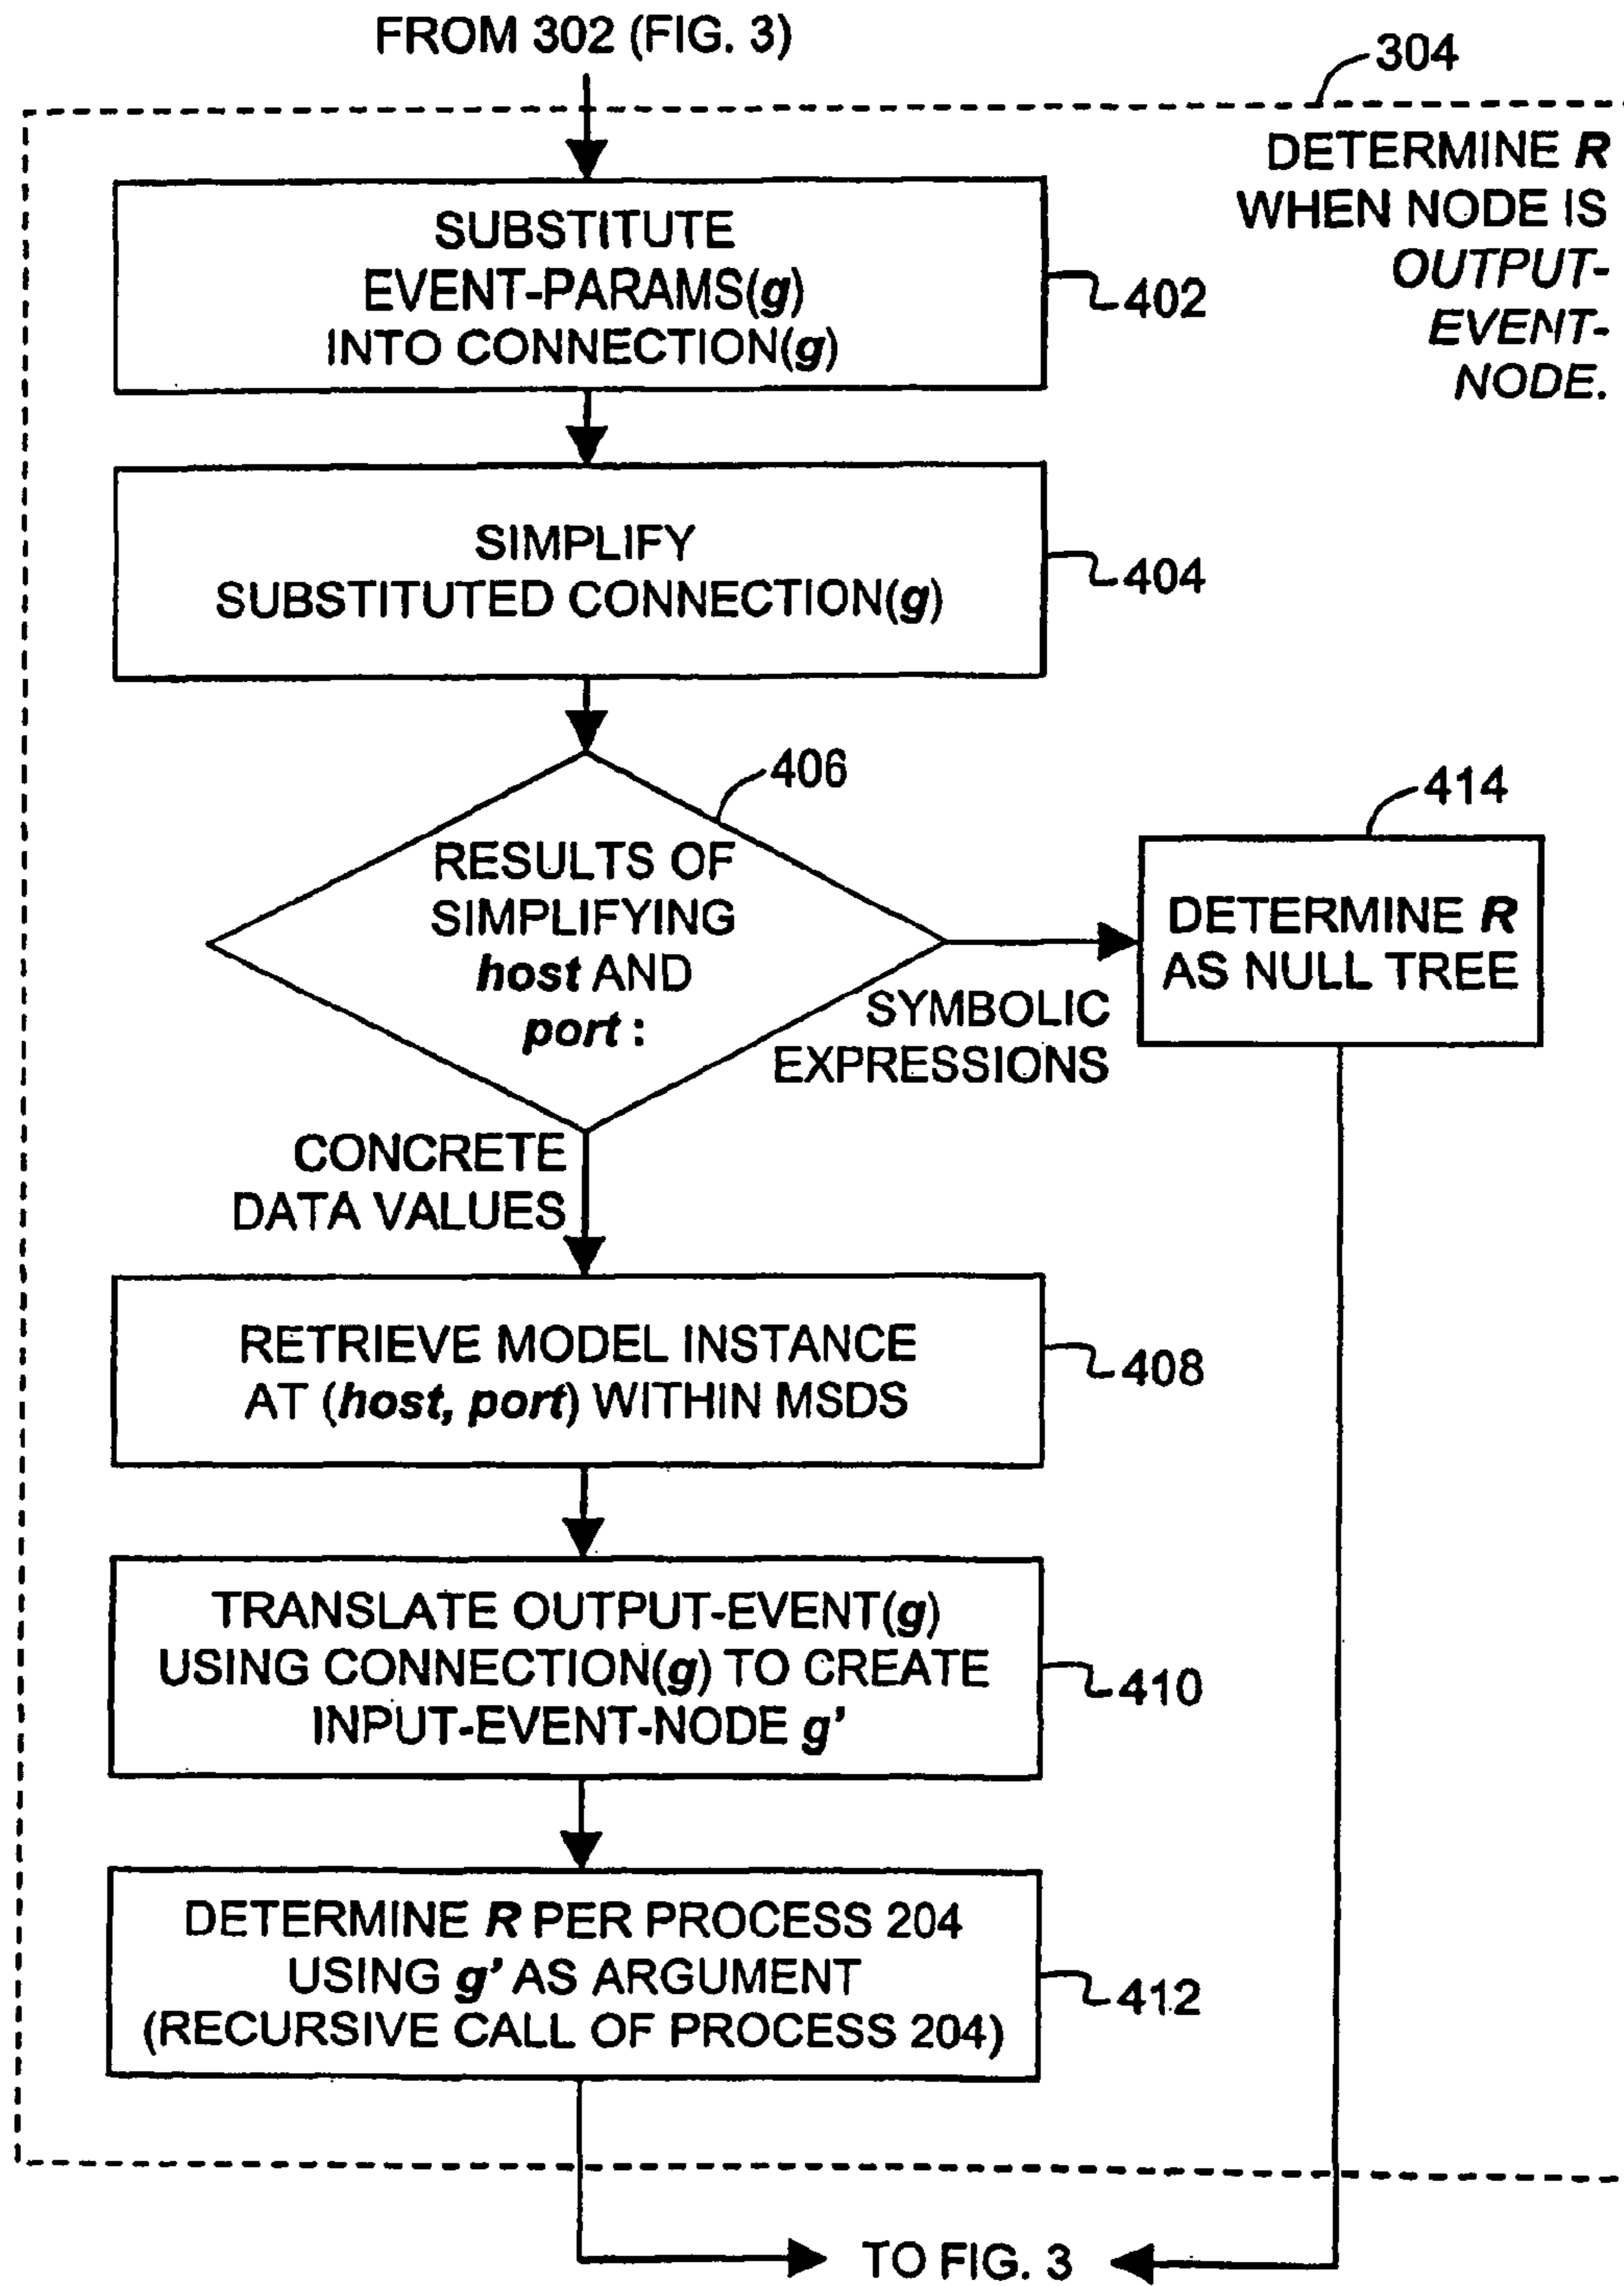 FROM 302 (FIG. 3)
304
DETERMINE R
WHEN NODE IS
OUTPUT-
EVENT-
NODE.
SUBSTITUTE
EVENT-PARAMS(g)
INTO CONNECTION(g)
402
SIMPLIFY
SUBSTITUTED CONNECTION(g)
404
406
RESULTS OF
SIMPLIFYING
host AND
port :
414
DETERMINE R
AS NULL TREE
SYMBOLIC
EXPRESSIONS
CONCRETE
DATA VALUES
RETRIEVE MODEL INSTANCE
AT (host, port) WITHIN MSDS
408
TRANSLATE OUTPUT-EVENT(g)
USING CONNECTION(g) TO CREATE
INPUT-EVENT-NODE g'
410
DETERMINE R PER PROCESS 204
USING g' AS ARGUMENT
(RECURSIVE CALL OF PROCESS 204)
412
TO FIG. 3